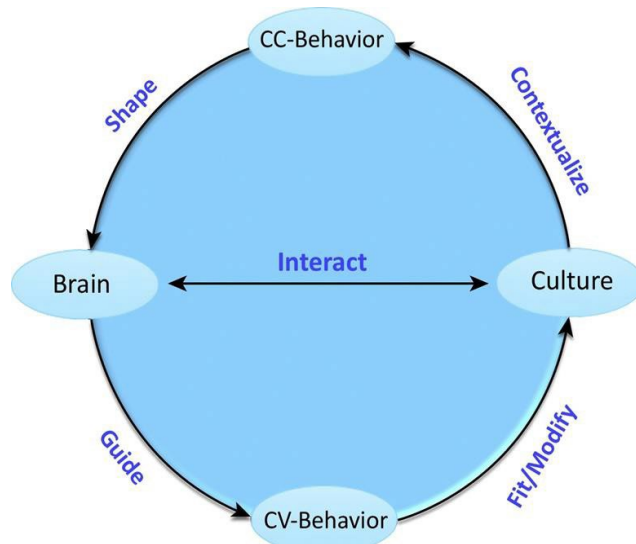 CC-Behavior
Shape
Contextualize
Interact
Brain
Culture
Guide
Fit/Modify
CV-Behavior